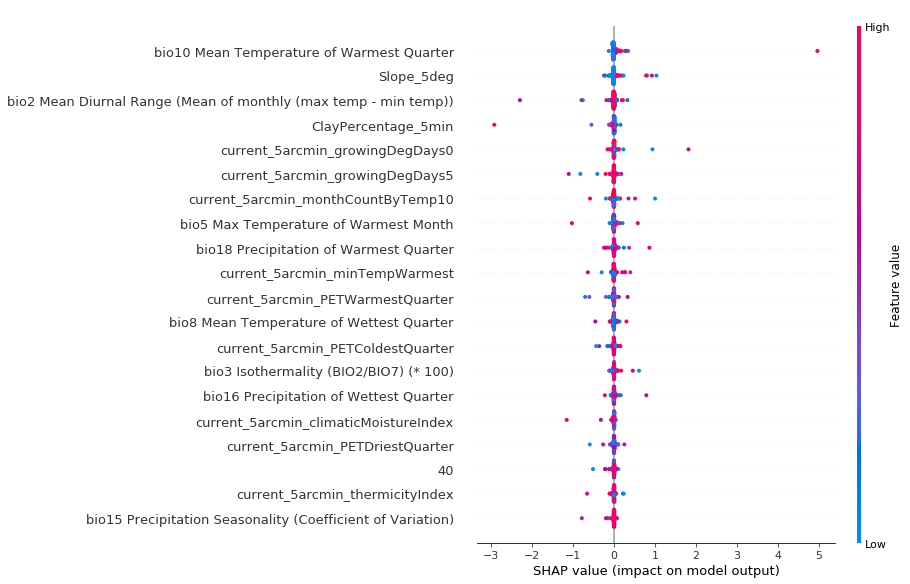 High
bio10 Mean Temperature of Warmest Quarter
Slope_5deg
bio2 Mean Diurnal Range (Mean of monthly (max temp - min temp))
ClayPercentage_5min
current_5arcmin_growingDegDays0
current_5arcmin_growingDegDays5
current_5arcmin_monthCountByTemp10
bio5 Max Temperature of Warmest Month
bio18 Precipitation of Warmest Quarter
current_5arcmin_minTempWarmest
current_5arcmin_PETWarmestQuarter
bio8 Mean Temperature of Wettest Quarter
current_5arcmin_PETColdestQuarter
bio3 Isothermality (BIO2/BIO7) (* 100)
bio16 Precipitation of Wettest Quarter
current_5arcmin_climaticMoistureIndex
current_5arcmin_PETDriestQuarter
40
current_5arcmin_thermicityIndex
bio15 Precipitation Seasonality (Coefficient of Variation)
Feature value
Low
−3 −2 −1 0 1 2 3 4 5
SHAP value (impact on model output)